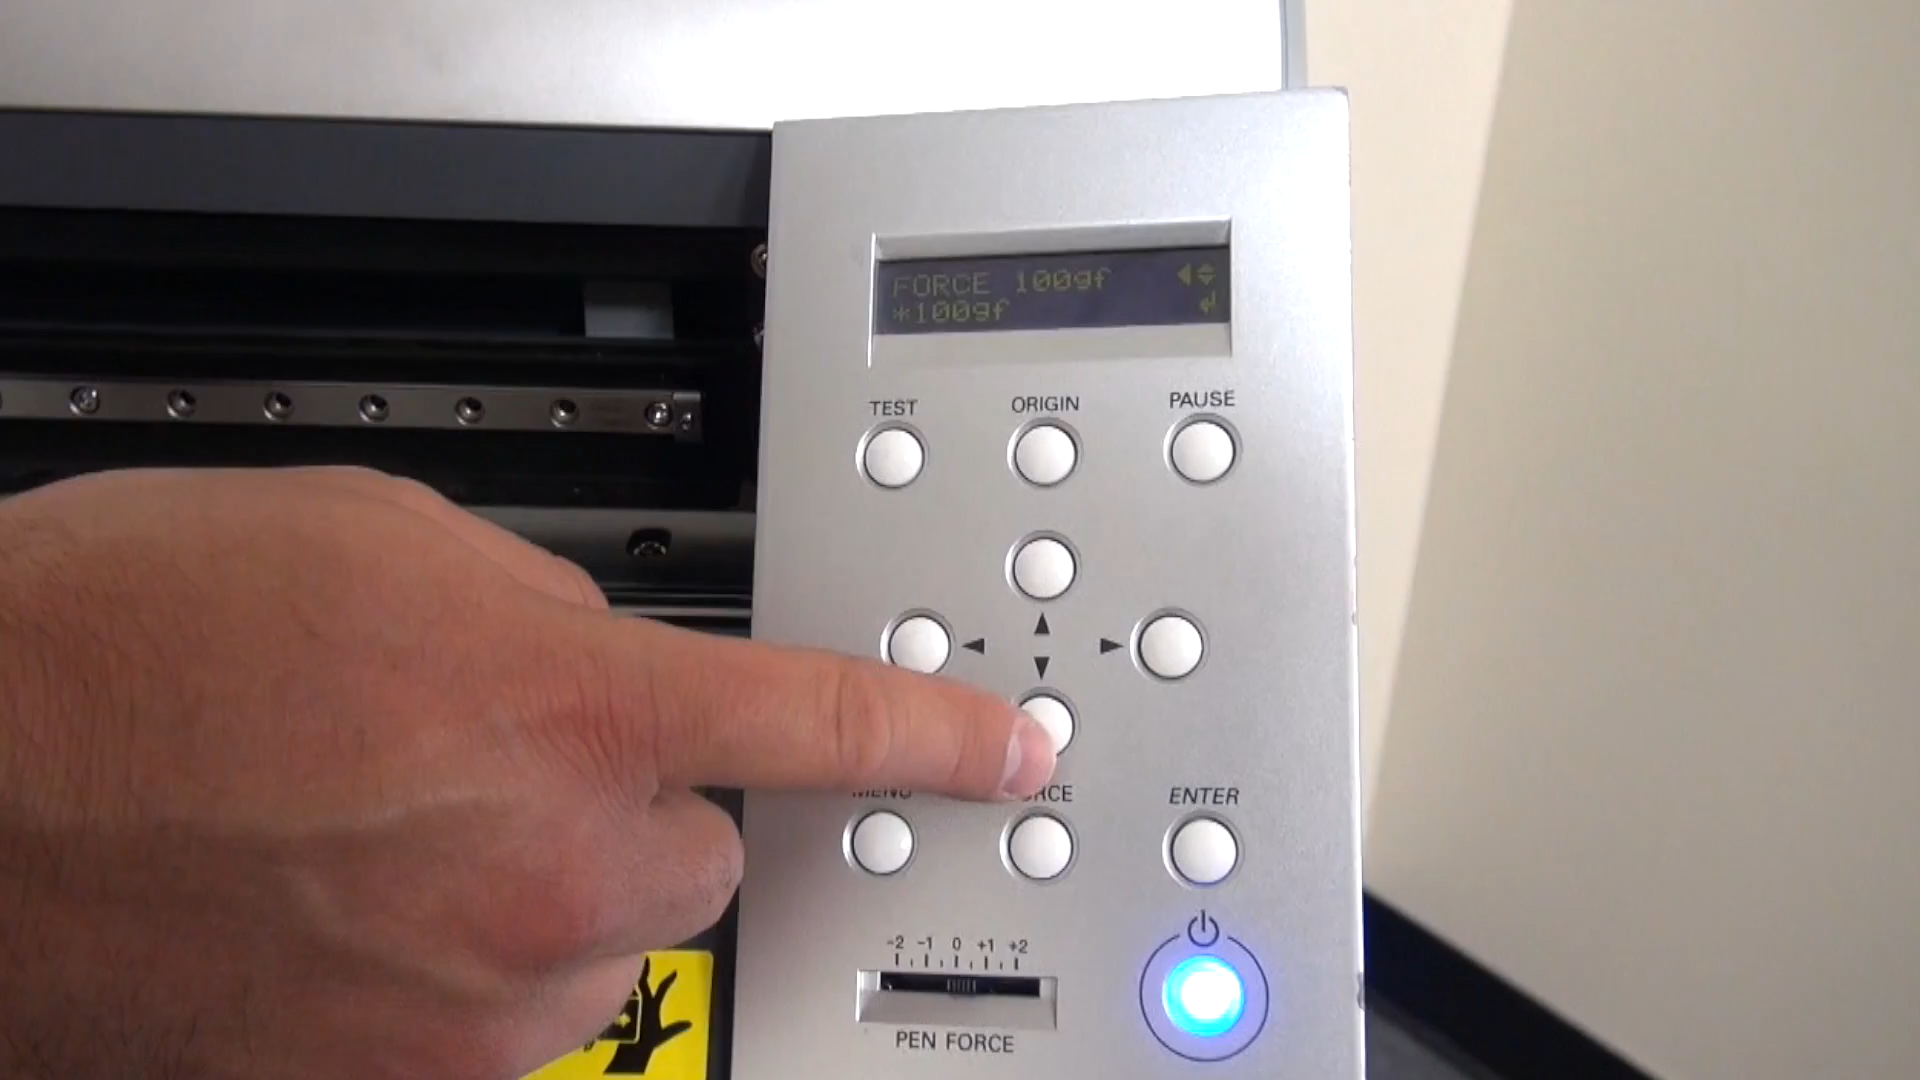 FORCE 100gf
*100gf
TEST ORIGIN PAUSE
ENTER
-2 -1 0 +1 +2
PEN FORCE